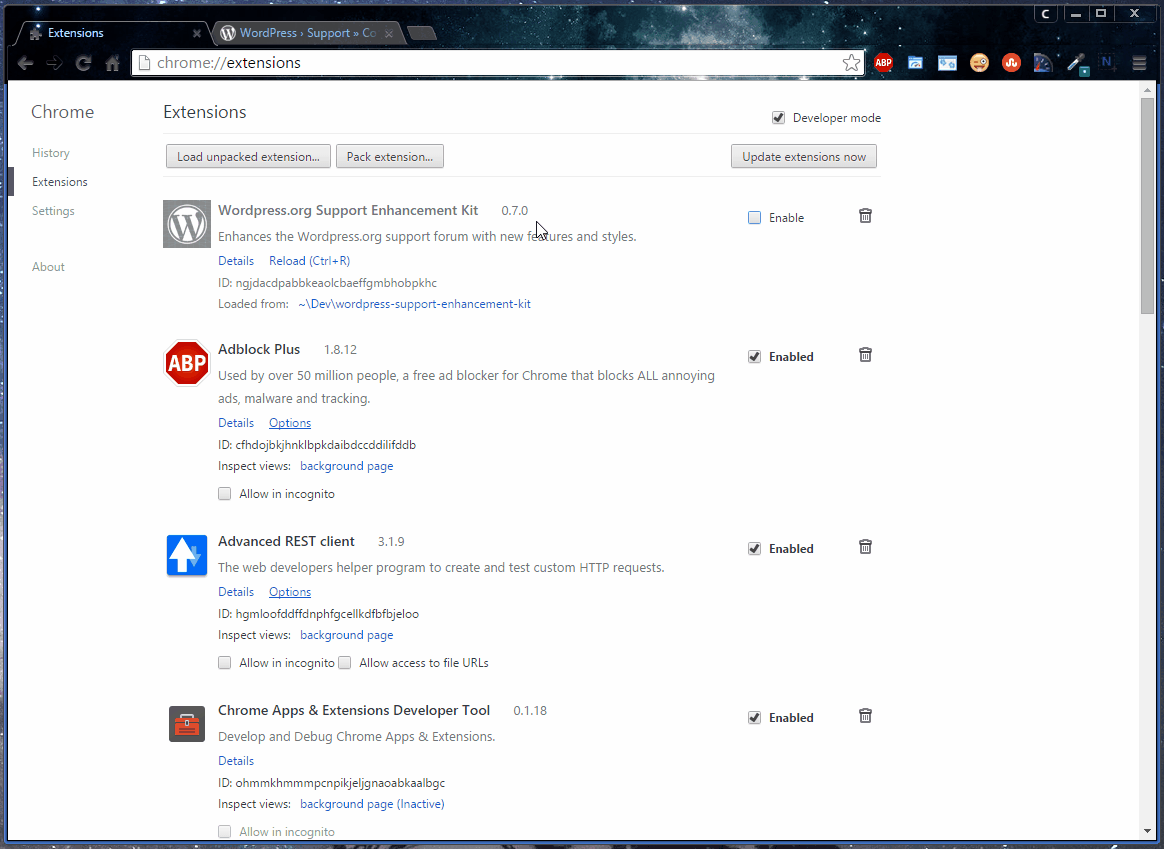 Extensions
WordPress › Support » Co
C
chrome://extensions
ABP
N
Chrome
Extensions
Developer mode
History
Load unpacked extension...
Pack extension...
Update extensions now
Extensions
Settings
About
Wordpress.org Support Enhancement Kit 0.7.0
Enable
Enhances the Wordpress.org support forum with new features and styles.
Details Reload (Ctrl+R)
ID: ngjdacdpabbkeaolcbaeffgmbhobpkhc
Loaded from: ~\Dev\wordpress-support-enhancement-kit
ABP
Adblock Plus 1.8.12
Enabled
Used by over 50 million people, a free ad blocker for Chrome that blocks ALL annoying
ads, malware and tracking.
Details Options
ID: cfhdojbkjhnklbpkdaibdccddilifddb
Inspect views: background page
Allow in incognito
Advanced REST client 3.1.9
Enabled
The web developers helper program to create and test custom HTTP requests.
Details Options
ID: hgmloofddffdnphfgcellkdfbfbjeloo
Inspect views: background page
Allow in incognito Allow access to file URLs
Chrome Apps & Extensions Developer Tool 0.1.18
Enabled
Develop and Debug Chrome Apps & Extensions.
Details
ID: ohmmkhmmmpcnpikjeljgnaoabkaalbgc
Inspect views: background page (Inactive)
Allow in incognito